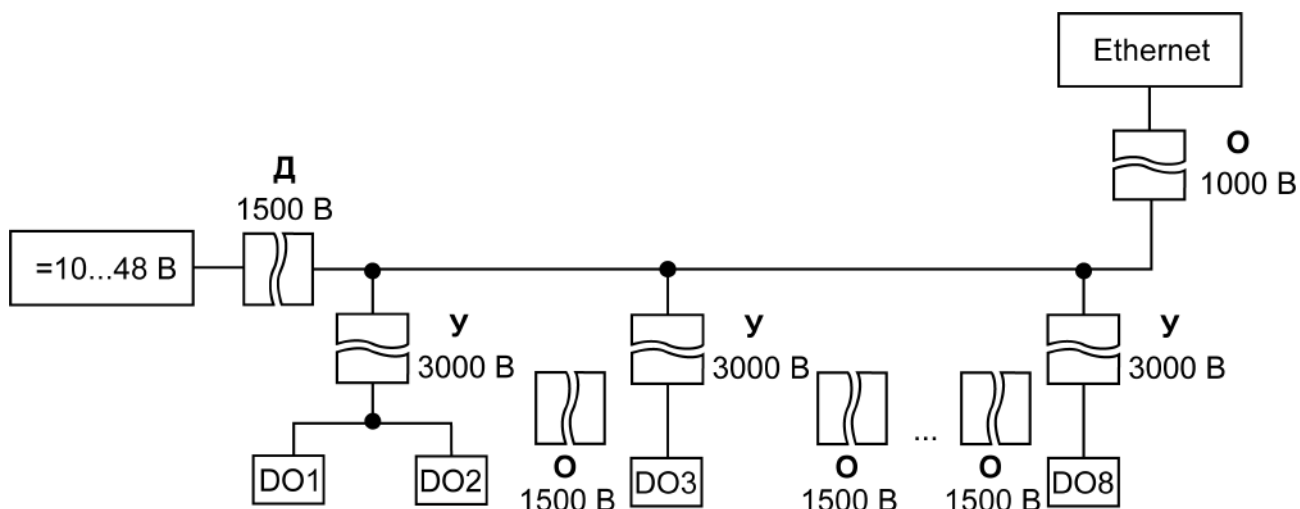 Ethernet
О
1000 В
Д
1500 В
=10...48 В
У
3000 В
У
3000 В
У
3000 В
...
DO1
DO2
О
1500 В
DO3
О
1500 В
О
1500 В
DO8